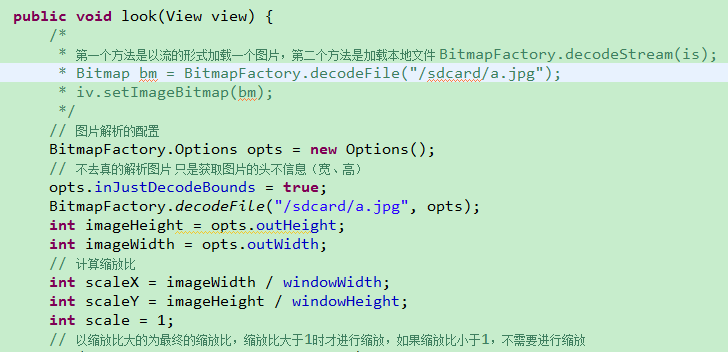 public void look(View view) {
/*
* 第一个方法是以流的形式加载一个图片，第二个方法是加载本地文件 BitmapFactory.decodeStream(is);
* Bitmap bm = BitmapFactory.decodeFile("/sdcard/a.jpg");
* iv.setImageBitmap(bm);
*/
// 图片解析的配置
BitmapFactory.Options opts = new Options();
// 不去真的解析图片 只是获取图片的头不信息（宽、高）
opts.inJustDecodeBounds = true;
BitmapFactory.decodeFile("/sdcard/a.jpg", opts);
int imageHeight = opts.outHeight;
int imageWidth = opts.outWidth;
// 计算缩放比
int scaleX = imageWidth / windowWidth;
int scaleY = imageHeight / windowHeight;
int scale = 1;
// 以缩放比大的为最终的缩放比，缩放比大于1时才进行缩放，如果缩放比小于1，不需要进行缩放